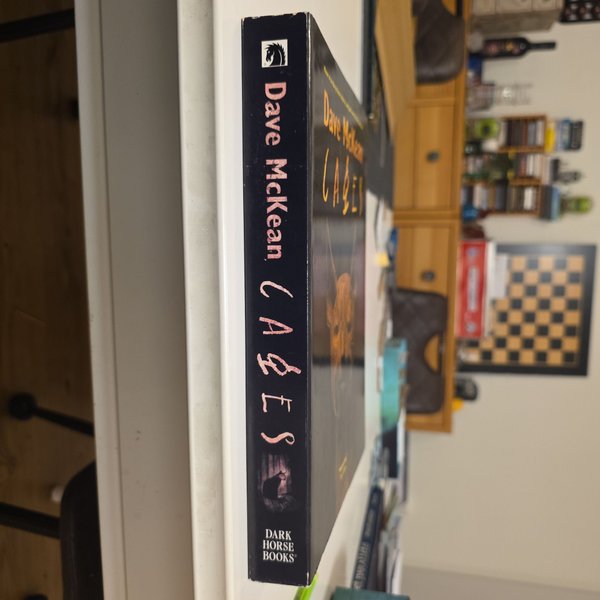 Dave McKean
CAGES
DARK
HORSE
BOOKS®
Dave McKean
CAGES